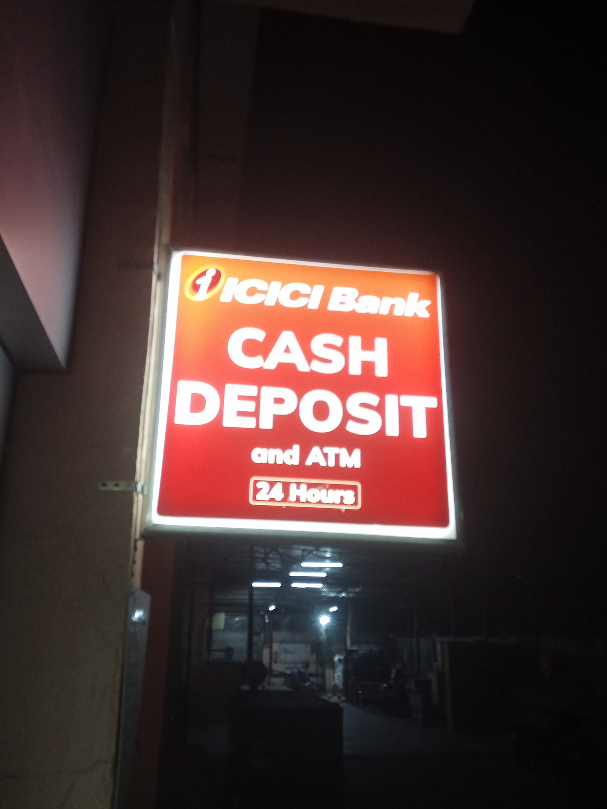 ICICI Bank
CASH
DEPOSIT
and ATM
24 Hours